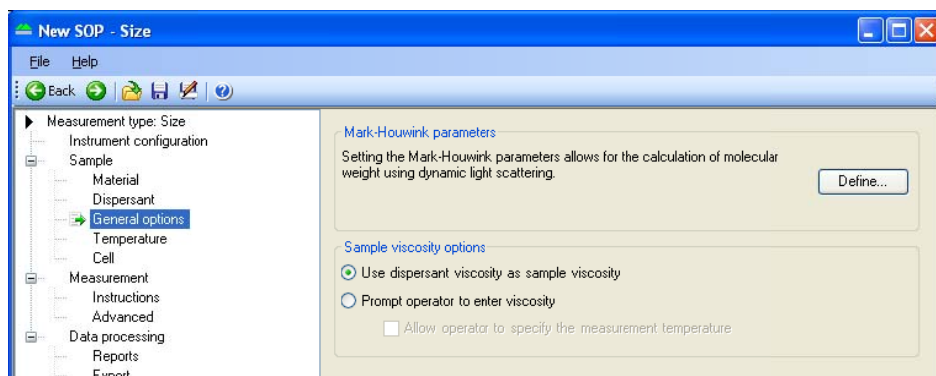 New SOP - Size
File Help
Back
Measurement type: Size
Instrument configuration
Sample
Material
Dispersant
General options
Temperature
Cell
Measurement
Instructions
Advanced
Data processing
Reports
Export
Mark-Houwink parameters
Setting the Mark-Houwink parameters allows for the calculation of molecular
weight using dynamic light scattering.
Define...
Sample viscosity options
Use dispersant viscosity as sample viscosity
Prompt operator to enter viscosity
Allow operator to specify the measurement temperature